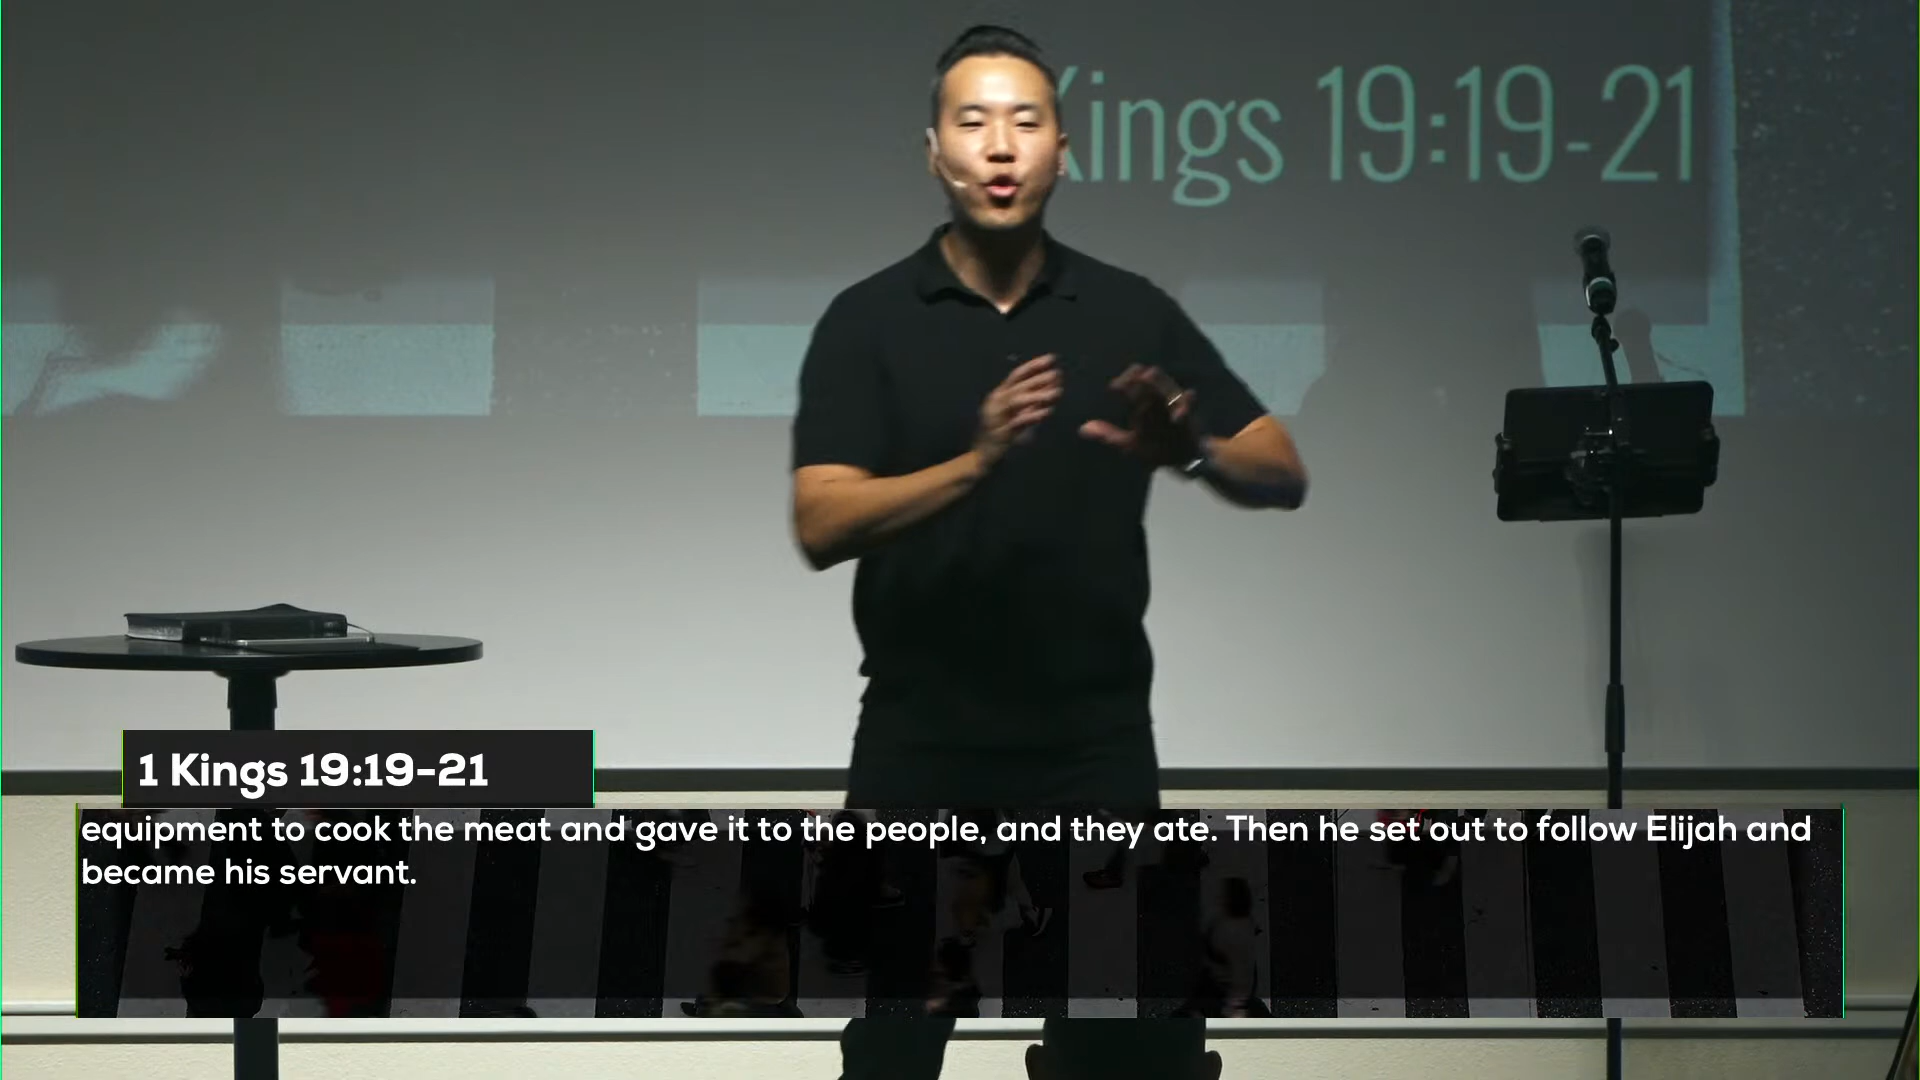 Kings 19:19-21
1 Kings 19:19-21
equipment to cook the meat and gave it to the people, and they ate. Then he set out to follow Elijah and
became his servant.